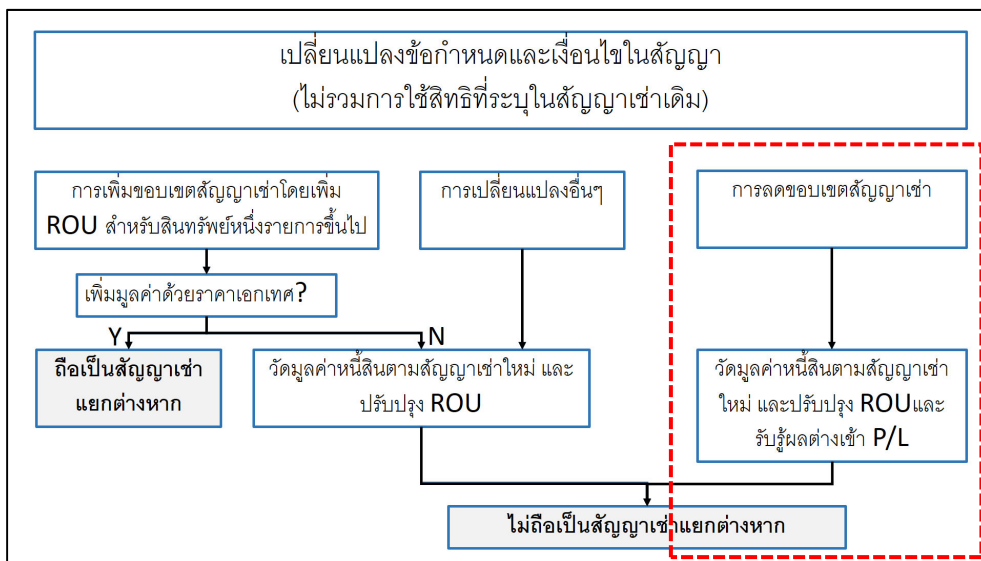 เปลี่ยนแปลงข้อกำหนดและเงื่อนไขในสัญญา
(ไม่รวมการใช้สิทธิที่ระบุในสัญญาเช่าเดิม)
การเพิ่มขอบเขตสัญญาเช่าโดยเพิ่ม
ROU สำหรับสินทรัพย์หนึ่งรายการขึ้นไป
การเปลี่ยนแปลงอื่นๆ
การลดขอบเขตสัญญาเช่า
เพิ่มมูลค่าด้วยราคาเอกเทศ?
Y
N
ถือเป็นสัญญาเช่า
แยกต่างหาก
วัดมูลค่าหนี้สินตามสัญญาเช่าใหม่ และ
ปรับปรุง ROU
วัดมูลค่าหนี้สินตามสัญญาเช่า
ใหม่ และปรับปรุง ROUและ
รับรู้ผลต่างเข้า P/L
ไม่ถือเป็นสัญญาเช่าแยกต่างหาก